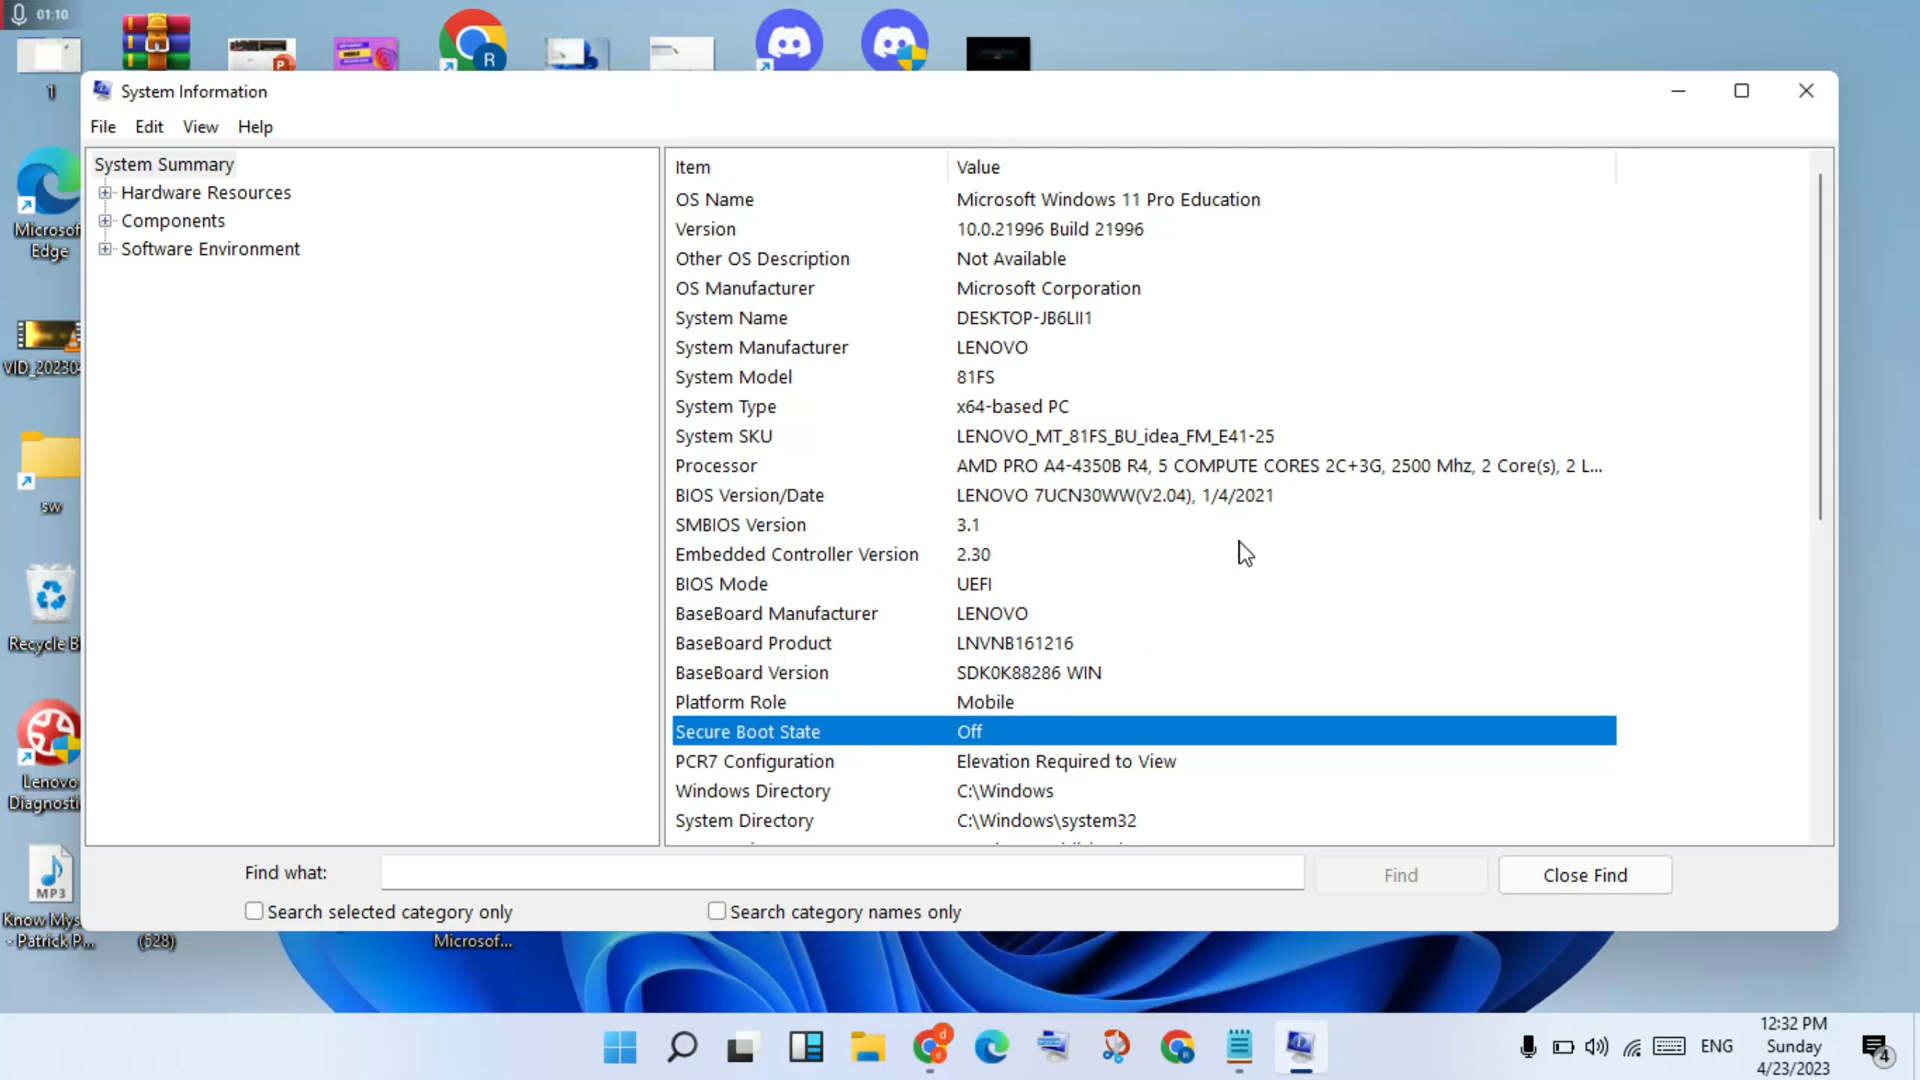 01:10
1
System Information
File Edit View Help
System Summary
Hardware Resources
Components
Software Environment
Item Value
OS Name Microsoft Windows 11 Pro Education
Version 10.0.21996 Build 21996
Other OS Description Not Available
OS Manufacturer Microsoft Corporation
System Name DESKTOP-JB6LII1
System Manufacturer LENOVO
System Model 81FS
System Type x64-based PC
System SKU LENOVO_MT_81FS_BU_idea_FM_E41-25
Processor AMD PRO A4-4350B R4, 5 COMPUTE CORES 2C+3G, 2500 Mhz, 2 Core(s), 2 L...
BIOS Version/Date LENOVO 7UCN30WW(V2.04), 1/4/2021
SMBIOS Version 3.1
Embedded Controller Version 2.30
BIOS Mode UEFI
BaseBoard Manufacturer LENOVO
BaseBoard Product LNVNB161216
BaseBoard Version SDK0K88286 WIN
Platform Role Mobile
Secure Boot State Off
PCR7 Configuration Elevation Required to View
Windows Directory C:\Windows
System Directory C:\Windows\system32
Find what: Find Close Find
Search selected category only Search category names only
Microsof
Edge
VID_20230
sw
Recycle B
Lenovo
Diagnosti
MP3
Know Mys
- Patrick P...
(528)
Microsof...
R
P
d
R
ENG
12:32 PM
Sunday
4/23/2023
4